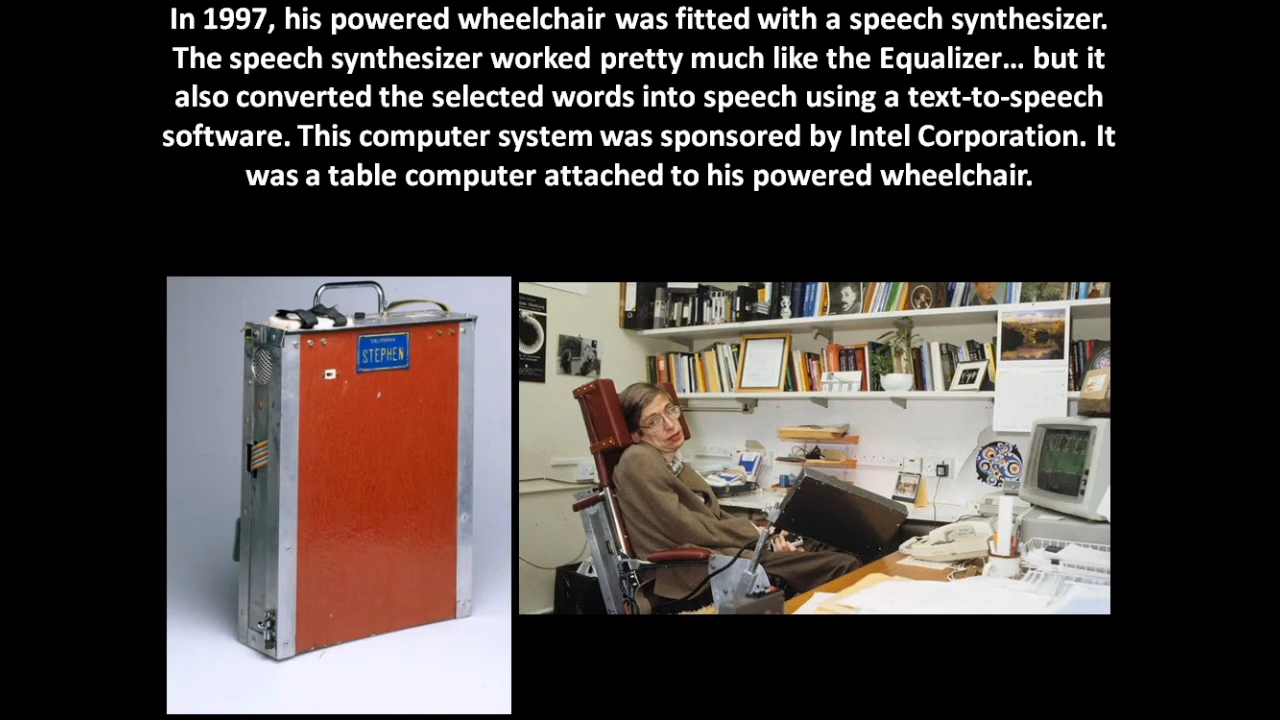 In 1997, his powered wheelchair was fitted with a speech synthesizer.
The speech synthesizer worked pretty much like the Equalizer... but it
also converted the selected words into speech using a text-to-speech
software. This computer system was sponsored by Intel Corporation. It
was a table computer attached to his powered wheelchair.
CALIFORNIA
STEPHEN